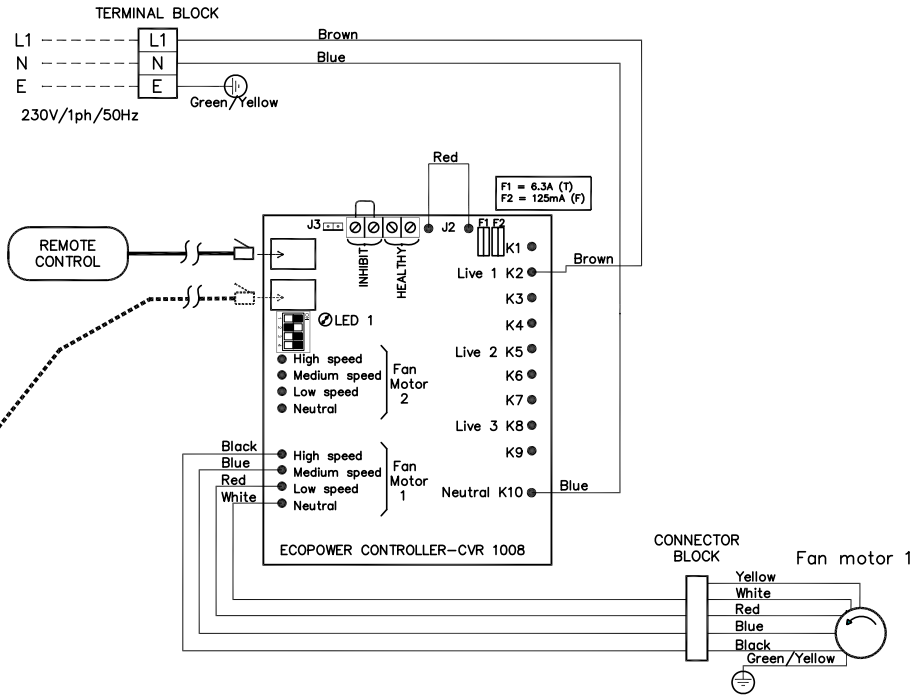 TERMINAL BLOCK
L1
L1
Brown
N
N
Blue
E
E
Green/Yellow
230V/1ph/50Hz
Red
F1 = 6.3A (T)
F2 = 125mA (F)
J3
J2
F1 F2
REMOTE
CONTROL
INHIBIT
HEALTHY
K1
Live 1 K2
Brown
K3
LED 1
K4
Live 2 K5
K6
K7
Live 3 K8
K9
Neutral K10
Blue
High speed
Medium speed
Low speed
Neutral
Fan
Motor
2
Black
Blue
Red
White
High speed
Medium speed
Low speed
Neutral
Fan
Motor
1
ECOPOWER CONTROLLER-CVR 1008
CONNECTOR
BLOCK
Fan motor 1
Yellow
White
Red
Blue
Black
Green/Yellow